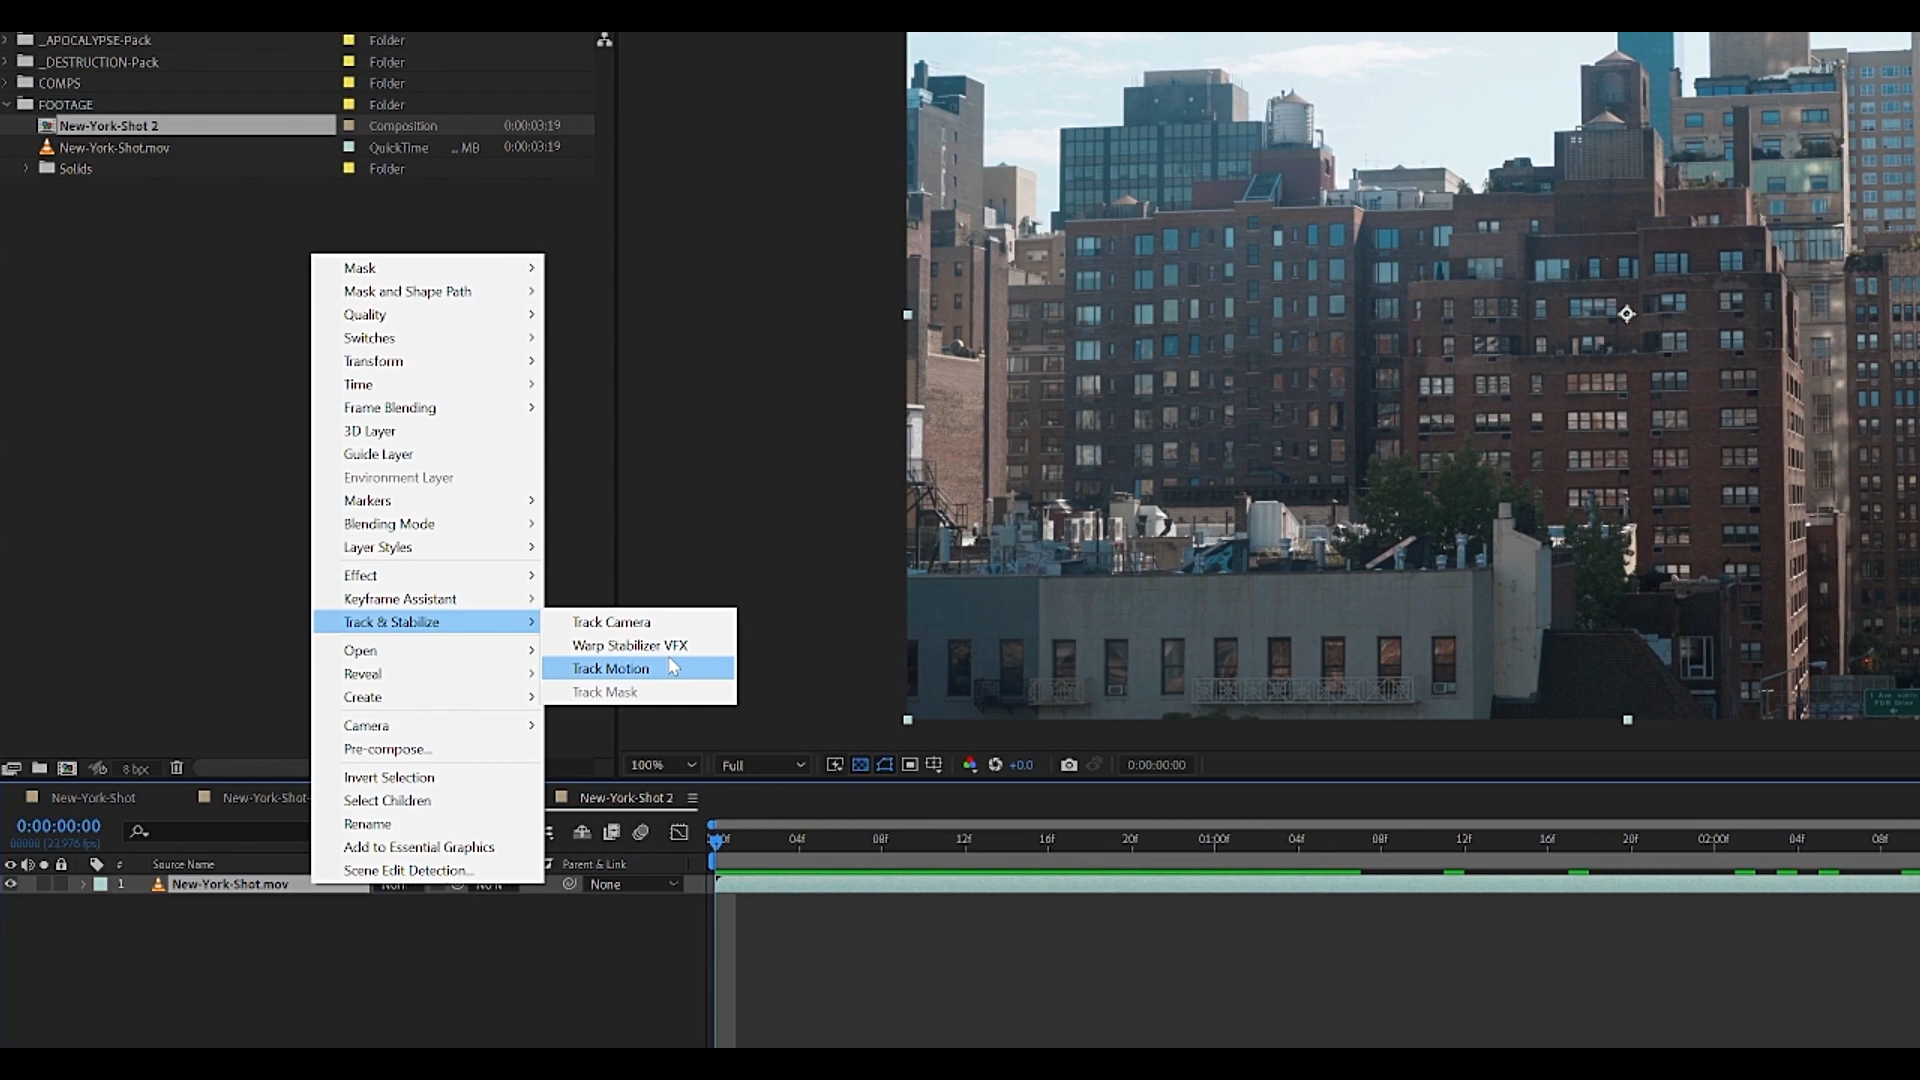 _APOCALYPSE-Pack Folder
_DESTRUCTION-Pack Folder
COMPS Folder
FOOTAGE Folder
New-York-Shot 2 Composition 0:00:03:19
New-York-Shot.mov QuickTime ... MB 0:00:03:19
Solids Folder
Mask
Mask and Shape Path
Quality
Switches
Transform
Time
Frame Blending
3D Layer
Guide Layer
Environment Layer
Markers
Blending Mode
Layer Styles
Effect
Keyframe Assistant
Track & Stabilize
Open
Reveal
Create
Camera
Pre-compose...
Invert Selection
Select Children
Rename
Add to Essential Graphics
Scene Edit Detection...
Track Camera
Warp Stabilizer VFX
Track Motion
Track Mask
FDR Drive
8 bpc
100% Full +0.0 0:00:00:00
New-York-Shot New-York-Shot- New-York-Shot 2
0:00:00:00
00000 (23.976 fps)
04f 08f 12f 16f 20f 01:00f 04f 08f 12f 16f 20f 02:00f 04f 08f
# Source Name Parent & Link
1 New-York-Shot.mov None